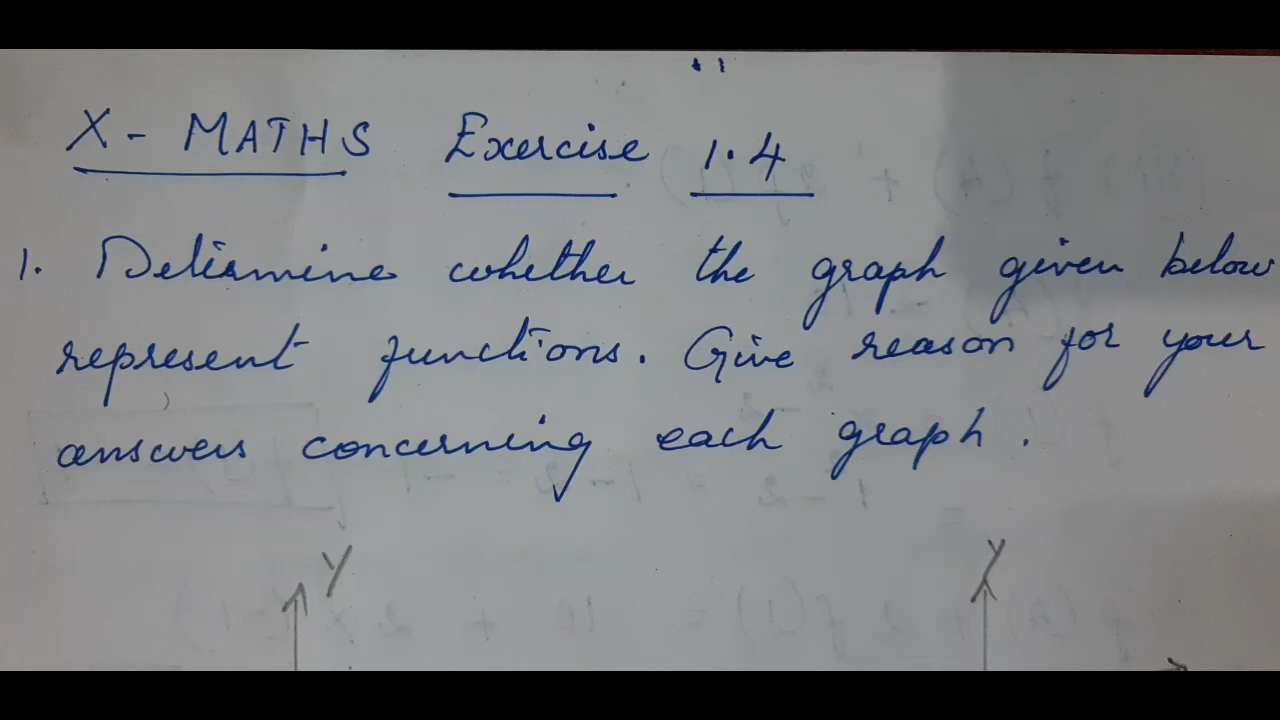 X - MATHS Exercise 1.4
1. Determine whether the graph given below
represent functions. Give reason for your
answers concerning each graph.
Y Y